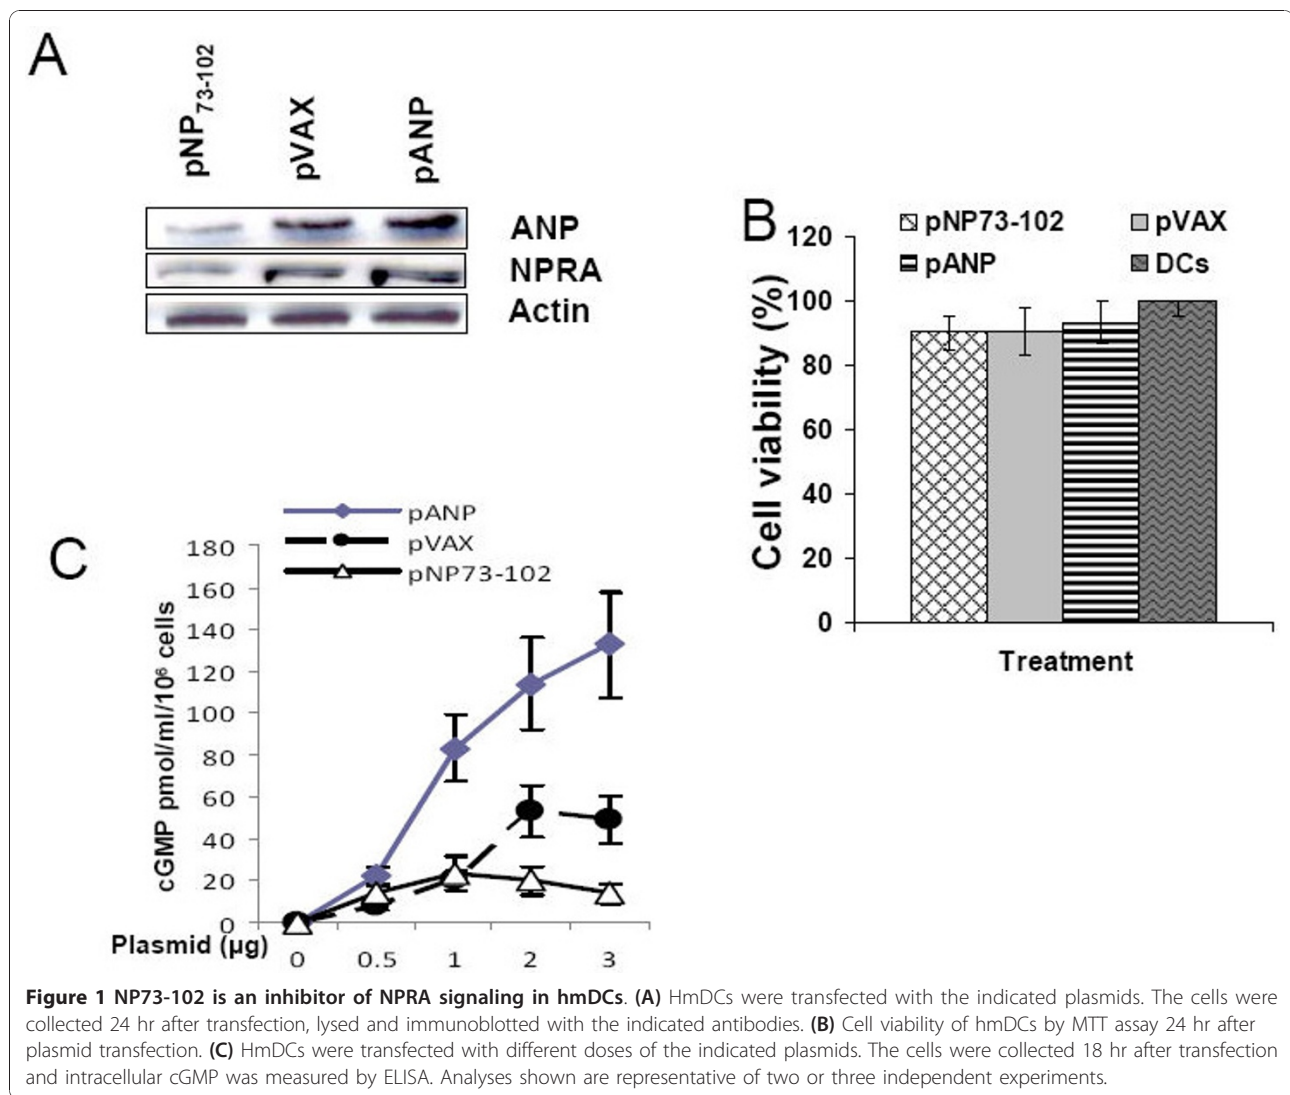 A
pNP73-102
pVAX
pANP
ANP
NPRA
Actin
B
pNP73-102
pVAX
pANP
DCs
Cell viability (%)
120
100
80
60
40
20
0
Treatment
C
pANP
pVAX
pNP73-102
cGMP pmol/ml/10⁶ cells
180
160
140
120
100
80
60
40
20
0
Plasmid (µg)
0 0.5 1 2 3
Figure 1 NP73-102 is an inhibitor of NPRA signaling in hmDCs. (A) HmDCs were transfected with the indicated plasmids. The cells were
collected 24 hr after transfection, lysed and immunoblotted with the indicated antibodies. (B) Cell viability of hmDCs by MTT assay 24 hr after
plasmid transfection. (C) HmDCs were transfected with different doses of the indicated plasmids. The cells were collected 18 hr after transfection
and intracellular cGMP was measured by ELISA. Analyses shown are representative of two or three independent experiments.